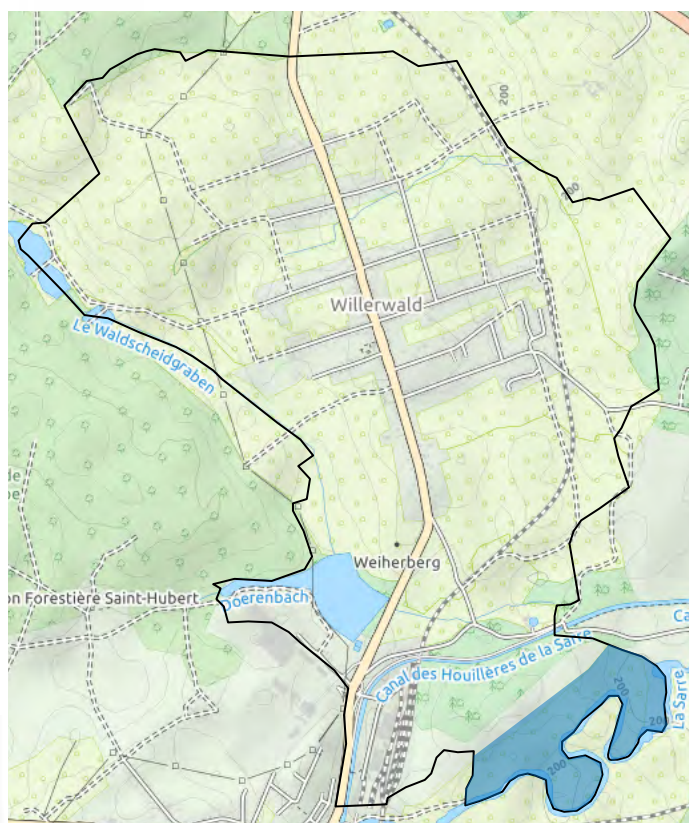 200
200
Willerwald
Le Waldscheidgraben
de
Weiherberg
on Forestière Saint-Hubert
Doerenbach
Ca
Canal des Houillères de la Sarre
La Sarre
200
200
200